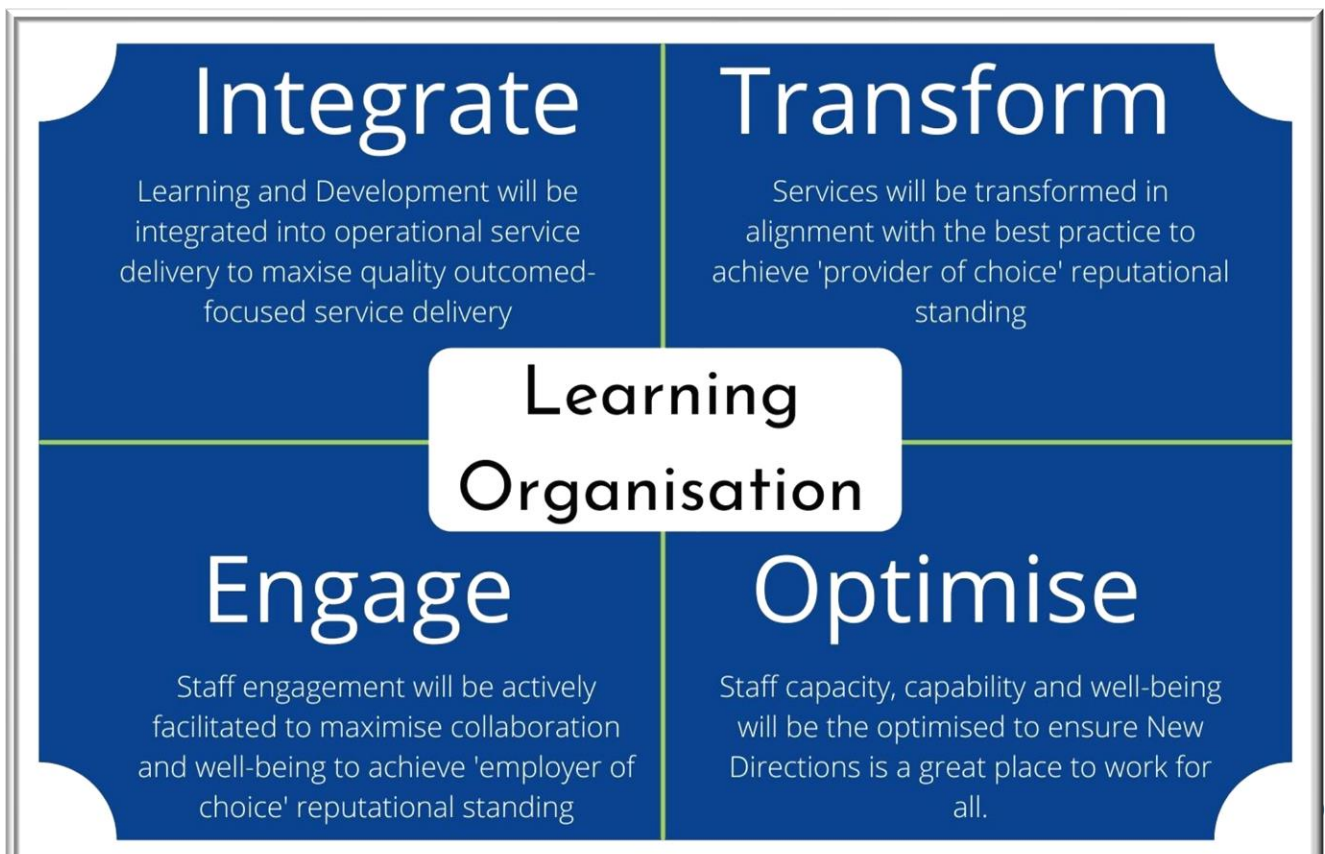 Integrate
Learning and Development will be
integrated into operational service
delivery to maxise quality outcomed-
focused service delivery
Transform
Services will be transformed in
alignment with the best practice to
achieve 'provider of choice' reputational
standing
Learning
Organisation
Engage
Staff engagement will be actively
facilitated to maximise collaboration
and well-being to achieve 'employer of
choice' reputational standing
Optimise
Staff capacity, capability and well-being
will be the optimised to ensure New
Directions is a great place to work for
all.